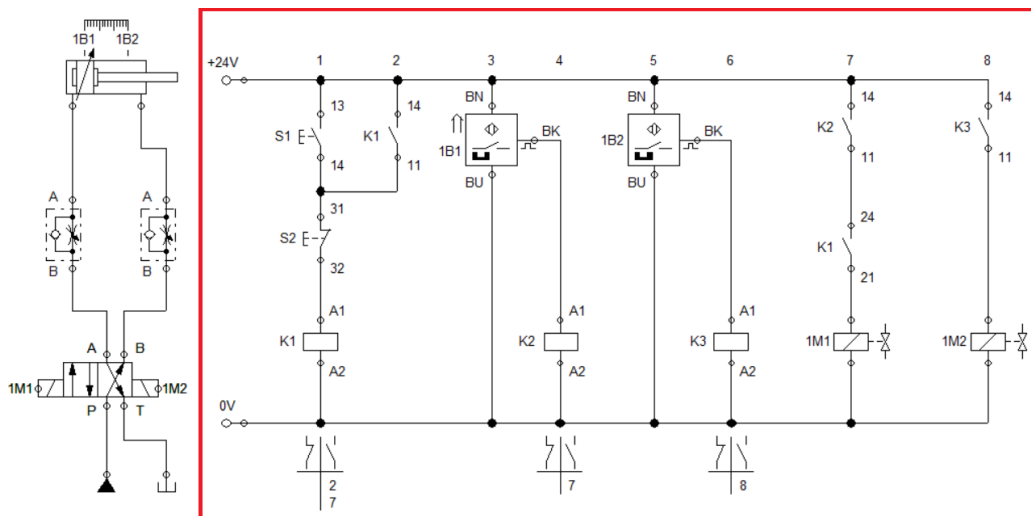 1B1 1B2
A A
B B
A B
1M1 1M2
P T
1 2 3 4 5 6 7 8
+24V
13 14 BN BN 14 14
S1 K1 1B1 BK 1B2 BK K2 K3
14 11 BU BU 11 11
31 24
S2 K1
32 21
A1 A1 A1
K1 K2 K3 1M1 1M2
A2 A2 A2
0V
2 7 8
7